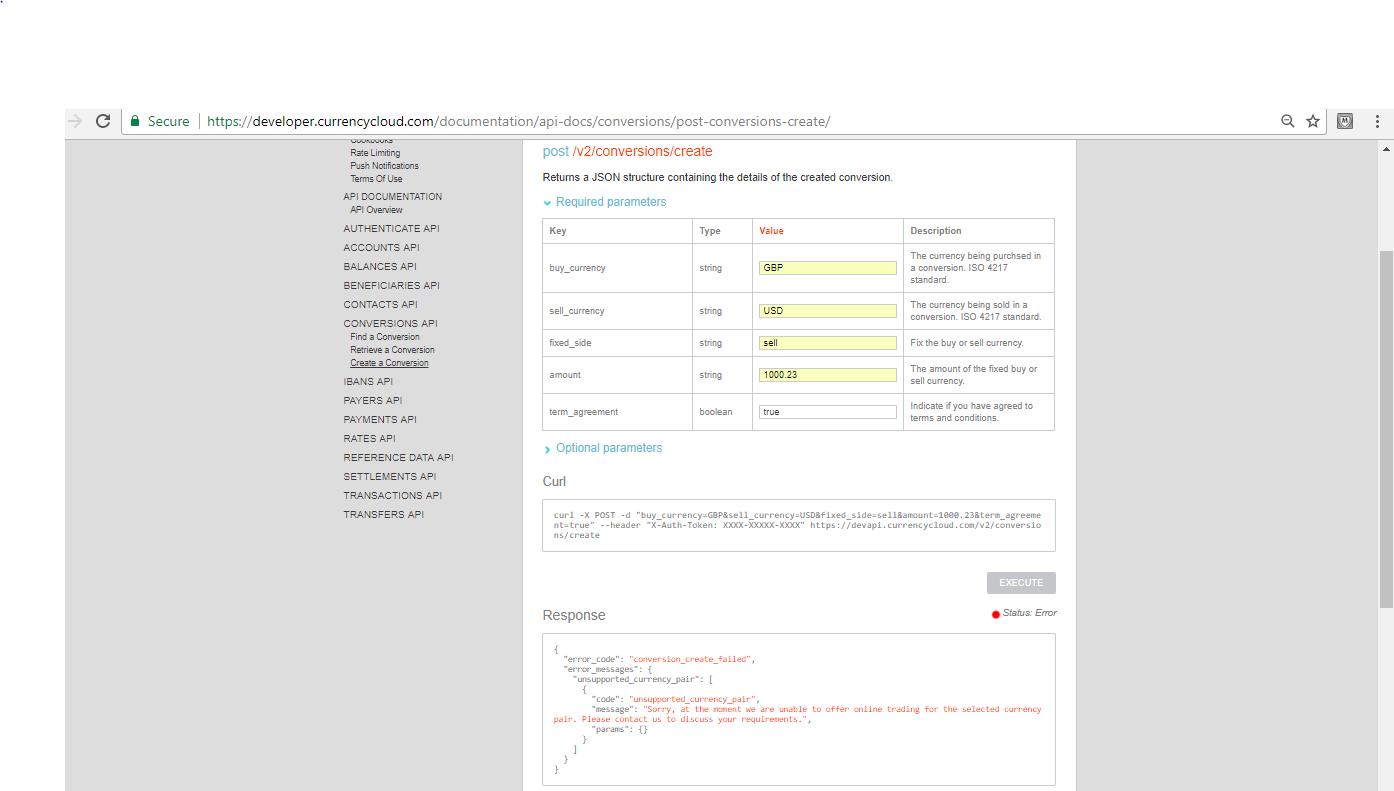 Secure https://developer.currencycloud.com/documentation/api-docs/conversions/post-conversions-create/
Cookbooks
Rate Limiting
Push Notifications
Terms Of Use
API DOCUMENTATION
API Overview
AUTHENTICATE API
ACCOUNTS API
BALANCES API
BENEFICIARIES API
CONTACTS API
CONVERSIONS API
Find a Conversion
Retrieve a Conversion
Create a Conversion
IBANS API
PAYERS API
PAYMENTS API
RATES API
REFERENCE DATA API
SETTLEMENTS API
TRANSACTIONS API
TRANSFERS API
post /v2/conversions/create
Returns a JSON structure containing the details of the created conversion.
Required parameters
Key Type Value Description
buy_currency string GBP The currency being purchsed in
a conversion. ISO 4217
standard.
sell_currency string USD The currency being sold in a
conversion. ISO 4217 standard.
fixed_side string sell Fix the buy or sell currency.
amount string 1000.23 The amount of the fixed buy or
sell currency.
term_agreement boolean true Indicate if you have agreed to
terms and conditions.
Optional parameters
Curl
curl -X POST -d "buy_currency=GBP&sell_currency=USD&fixed_side=sell&amount=1000.23&term_agreeme
nt=true" --header "X-Auth-Token: XXXX-XXXXX-XXXX" https://devapi.currencycloud.com/v2/conversio
ns/create
EXECUTE
Response
Status: Error
{
"error_code": "conversion_create_failed",
"error_messages": {
"unsupported_currency_pair": [
{
"code": "unsupported_currency_pair",
"message": "Sorry, at the moment we are unable to offer online trading for the selected currency
pair. Please contact us to discuss your requirements.",
"params": {}
}
]
}
}